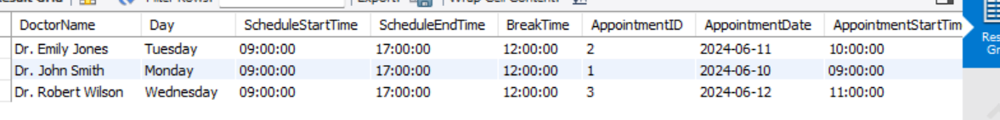 Result Grid Filter Rows: Export: Wrap Cell Content:
DoctorName Day ScheduleStartTime ScheduleEndTime BreakTime AppointmentID AppointmentDate AppointmentStartTim
Dr. Emily Jones Tuesday 09:00:00 17:00:00 12:00:00 2 2024-06-11 10:00:00
Dr. John Smith Monday 09:00:00 17:00:00 12:00:00 1 2024-06-10 09:00:00
Dr. Robert Wilson Wednesday 09:00:00 17:00:00 12:00:00 3 2024-06-12 11:00:00
Res
Gr